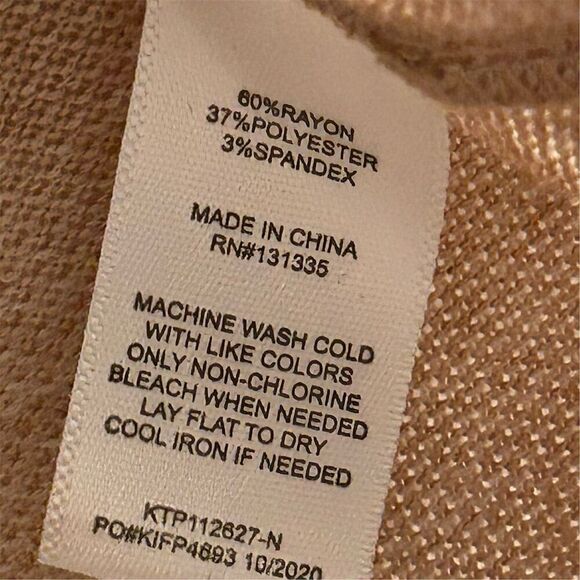 60%RAYON
37%POLYESTER
3%SPANDEX
MADE IN CHINA
RN#131335
MACHINE WASH COLD
WITH LIKE COLORS
ONLY NON-CHLORINE
BLEACH WHEN NEEDED
LAY FLAT TO DRY
COOL IRON IF NEEDED
KTP112627-N
PO#KIFP4693 10/2020